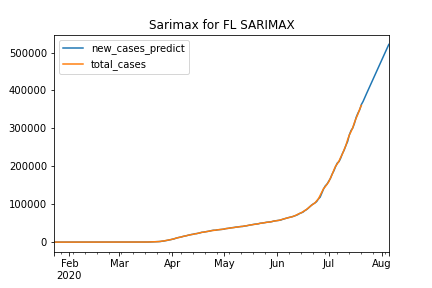 Sarimax for FL SARIMAX
new_cases_predict
total_cases
500000
400000
300000
200000
100000
0
Feb Mar Apr May Jun Jul Aug
2020